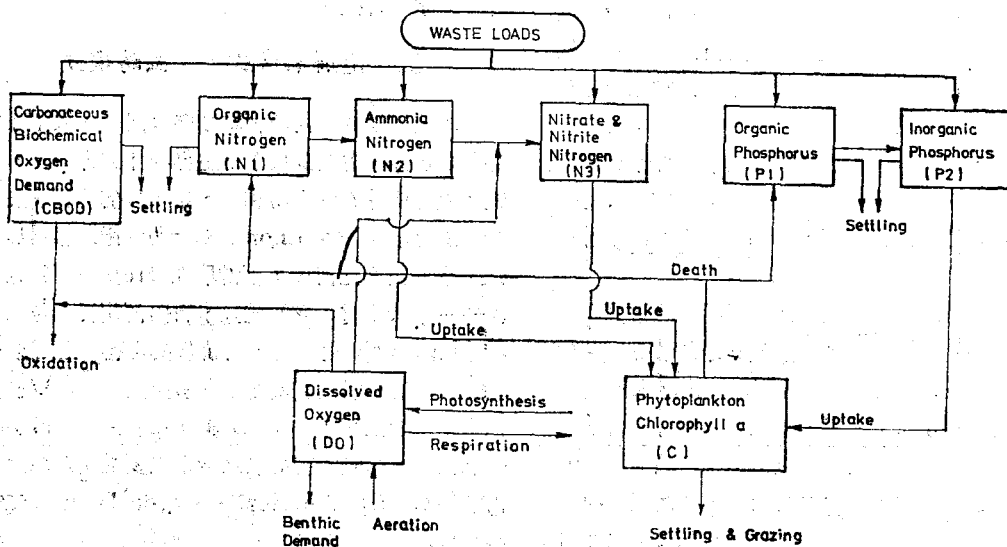 WASTE LOADS
Carbonaceous
Biochemical
Oxygen
Demand
(CBOD)
Organic
Nitrogen
(.N1)
Ammonia
Nitrogen
(N2)
Nitrate &
Nitrite
Nitrogen
(N3)
Organic
Phosphorus
(P1)
Inorganic
Phosphorus
(P2)
Settling
Settling
Death
Uptake
Uptake
Oxidation
Dissolved
Oxygen
(DO)
Photosynthesis
Respiration
Phytoplankton
Chlorophyll a
(C)
Uptake
Benthic
Demand
Aeration
Settling & Grazing